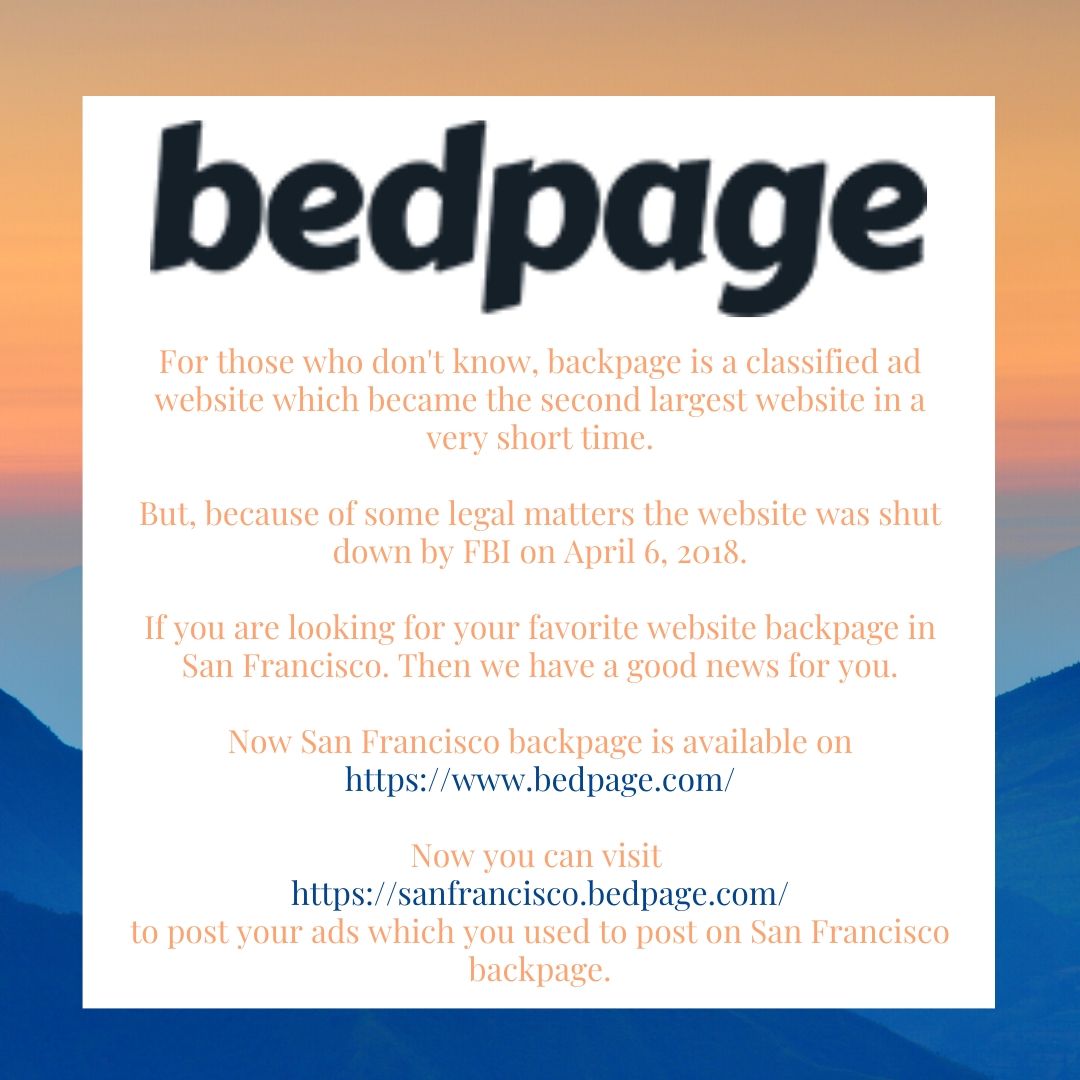 bedpage
For those who don't know, backpage is a classified ad
website which became the second largest website in a
very short time.
But, because of some legal matters the website was shut
down by FBI on April 6, 2018.
If you are looking for your favorite website backpage in
San Francisco. Then we have a good news for you.
Now San Francisco backpage is available on
https://www.bedpage.com/
Now you can visit
https://sanfrancisco.bedpage.com/
to post your ads which you used to post on San Francisco
backpage.